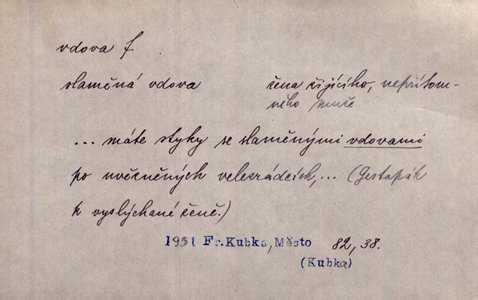 vdova f.
slaměná vdova žena žijícího, nepřítom-
ného muže
... máte styky se slaměnými vdovami
po uvězněných velezrádcích,... (Gestapák
k vyslýchané ženě.)
1951 Fr.Kubka, Město 82, 38.
(Kubka)